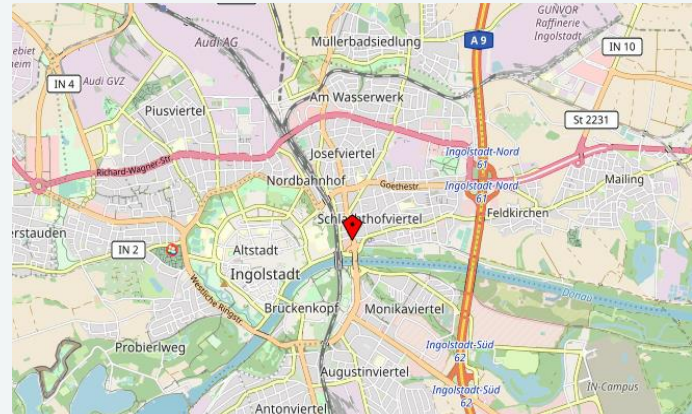 Audi AG
Müllerbadsiedlung
GUNVOR
Raffinerie
Ingolstadt
A 9
IN 10
IN 4
Audi GVZ
Am Wasserwerk
Piusviertel
St 2231
Richard-Wagner-Str.
Josefviertel
Ingolstadt-Nord
61
Nordbahnhof
Goethestr
Ingolstadt-Nord
61
Mailing
Feldkirchen
erstauden
IN 2
Altstadt
Ingolstadt
Donau
Westliche Ringstr.
Brückenkopf
Monikaviertel
Probierlweg
Ingolstadt-Süd
62
Augustinviertel
Ingolstadt-Süd
62
IN-Campus
Antonviertel